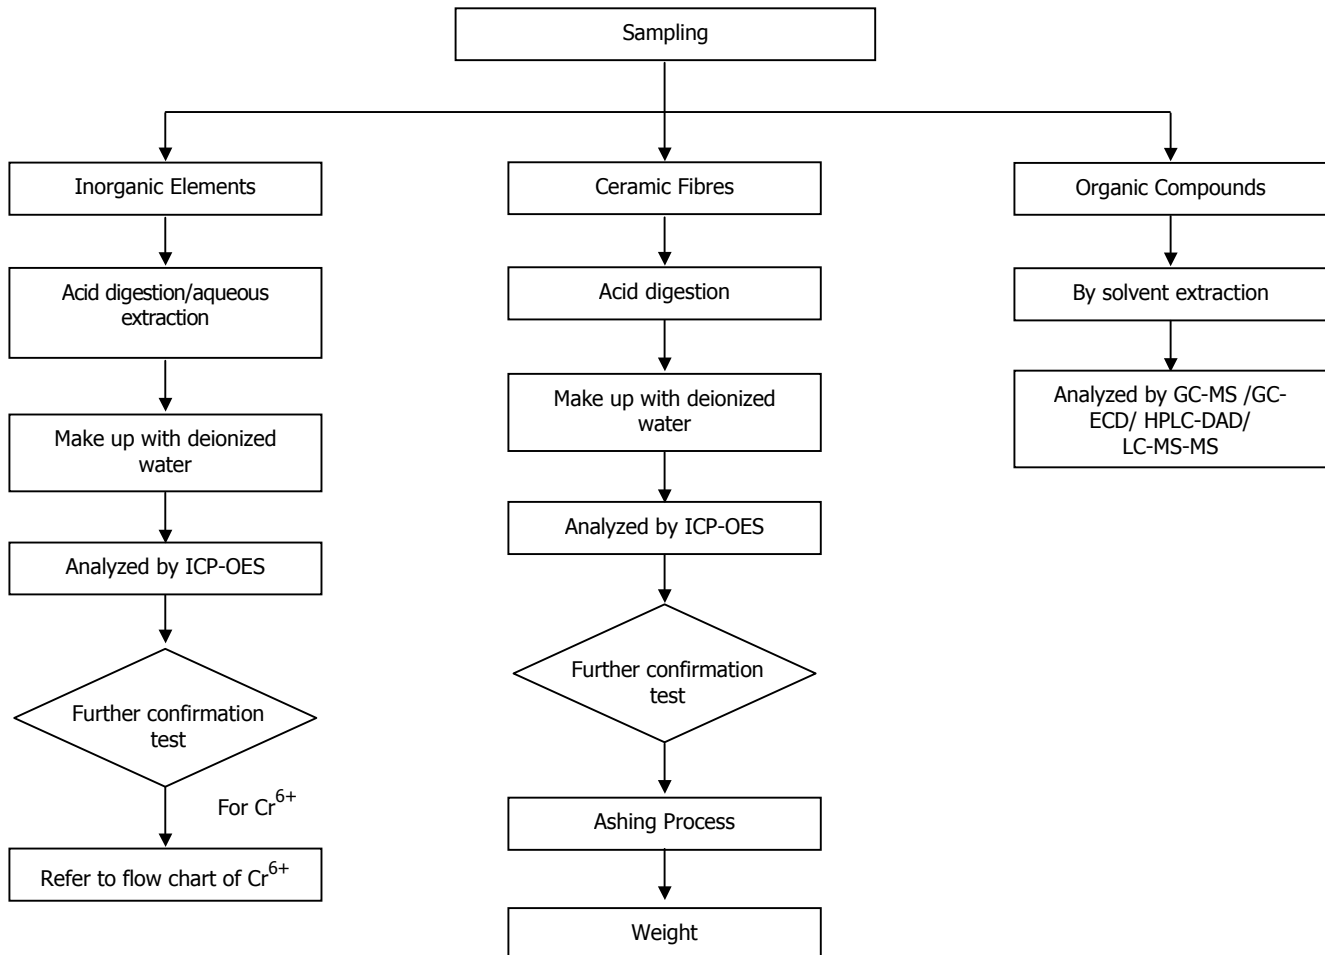 Sampling
Inorganic Elements
Ceramic Fibres
Organic Compounds
Acid digestion/aqueous
extraction
Acid digestion
By solvent extraction
Make up with deionized
water
Make up with deionized
water
Analyzed by GC-MS /GC-
ECD/ HPLC-DAD/
LC-MS-MS
Analyzed by ICP-OES
Analyzed by ICP-OES
Further confirmation
test
Further confirmation
test
For Cr⁶⁺
Ashing Process
Refer to flow chart of Cr⁶⁺
Weight